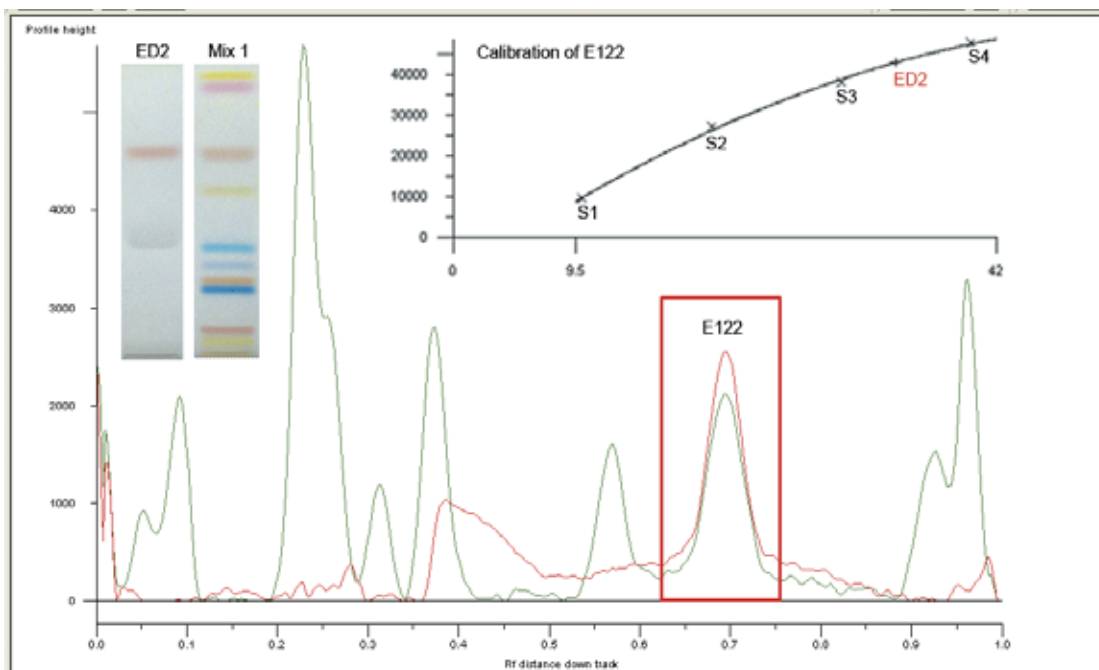 Profile height
ED2 Mix 1
Calibration of E122
40000
30000
20000
10000
0
S1
S2
S3
ED2
S4
0 9.5 42
4000
3000
2000
1000
0
E122
0.0 0.1 0.2 0.3 0.4 0.5 0.6 0.7 0.8 0.9 1.0
Rf distance down track